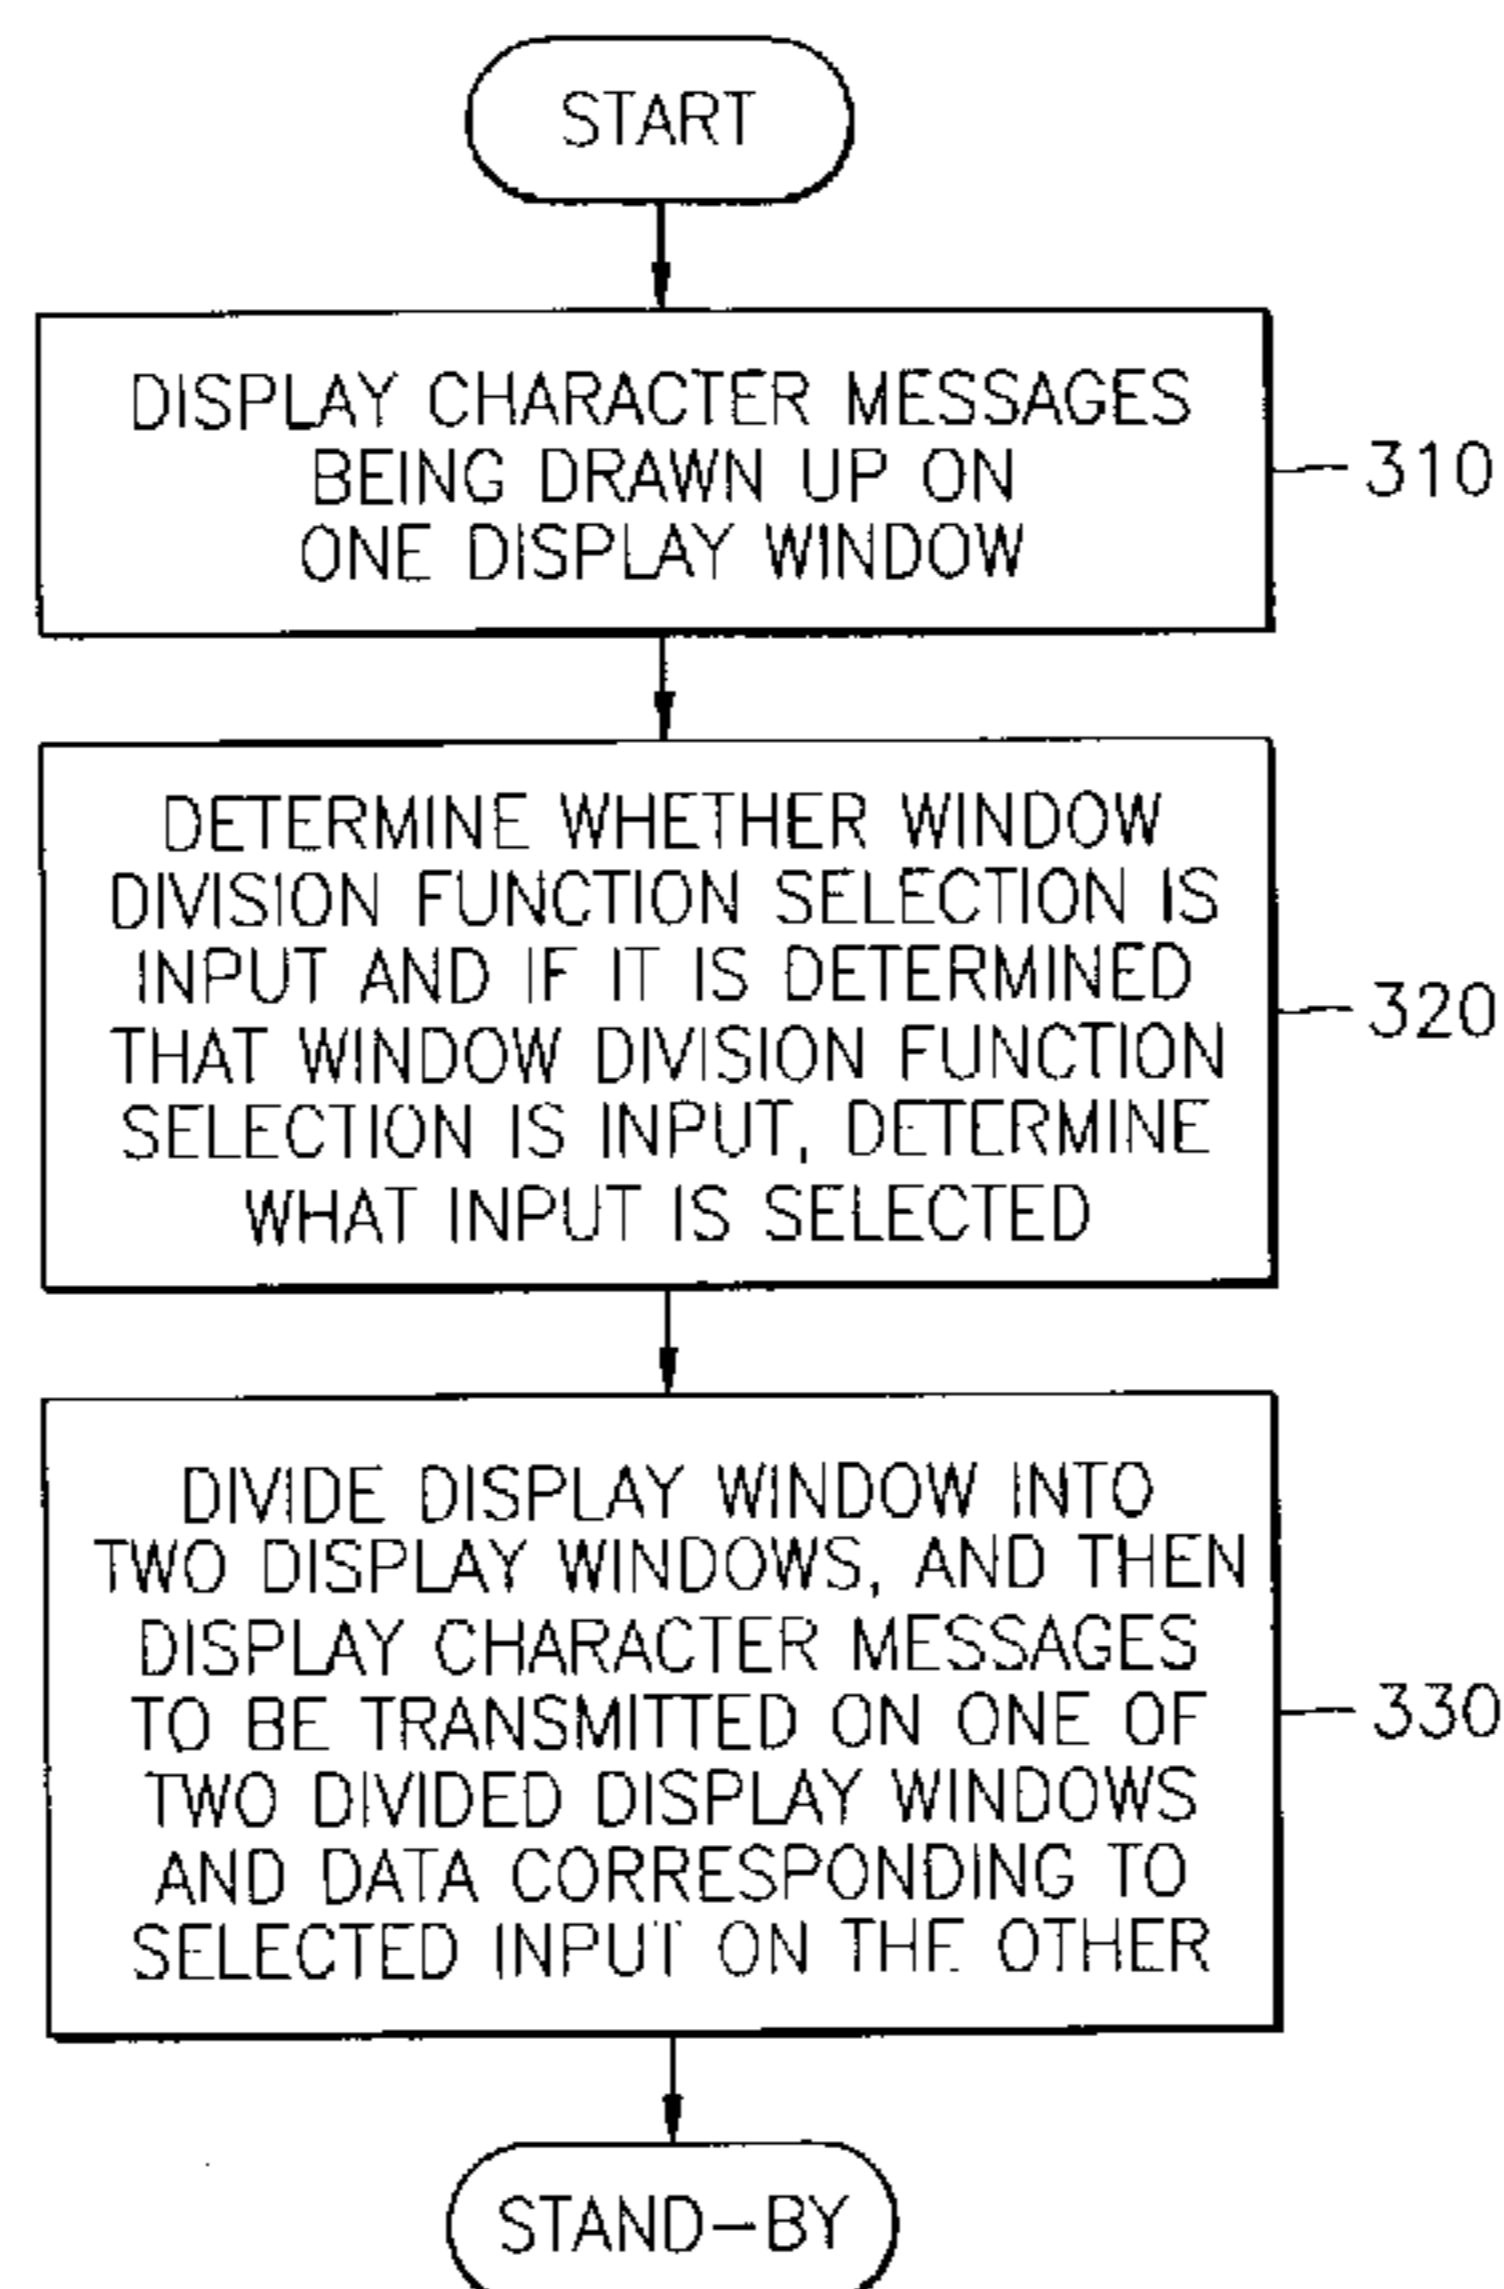 START
DISPLAY CHARACTER MESSAGES
BEING DRAWN UP ON
ONE DISPLAY WINDOW
310
DETERMINE WHETHER WINDOW
DIVISION FUNCTION SELECTION IS
INPUT AND IF IT IS DETERMINED
THAT WINDOW DIVISION FUNCTION
SELECTION IS INPUT, DETERMINE
WHAT INPUT IS SELECTED
320
DIVIDE DISPLAY WINDOW INTO
TWO DISPLAY WINDOWS, AND THEN
DISPLAY CHARACTER MESSAGES
TO BE TRANSMITTED ON ONE OF
TWO DIVIDED DISPLAY WINDOWS
AND DATA CORRESPONDING TO
SELECTED INPUT ON THE OTHER
330
STAND-BY